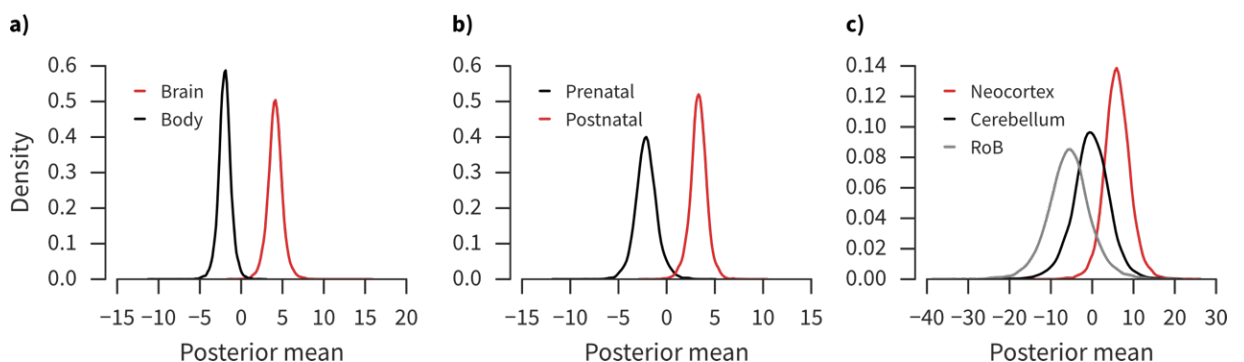 a)
0.6
0.5
0.4
0.3
0.2
0.1
0.0
Density
Brain
Body
−15 −10 −5 0 5 10 15 20
Posterior mean
b)
0.6
0.5
0.4
0.3
0.2
0.1
0.0
Prenatal
Postnatal
−15 −10 −5 0 5 10 15
Posterior mean
c)
0.14
0.12
0.10
0.08
0.06
0.04
0.02
0.00
Neocortex
Cerebellum
RoB
−40 −30 −20 −10 0 10 20 30
Posterior mean